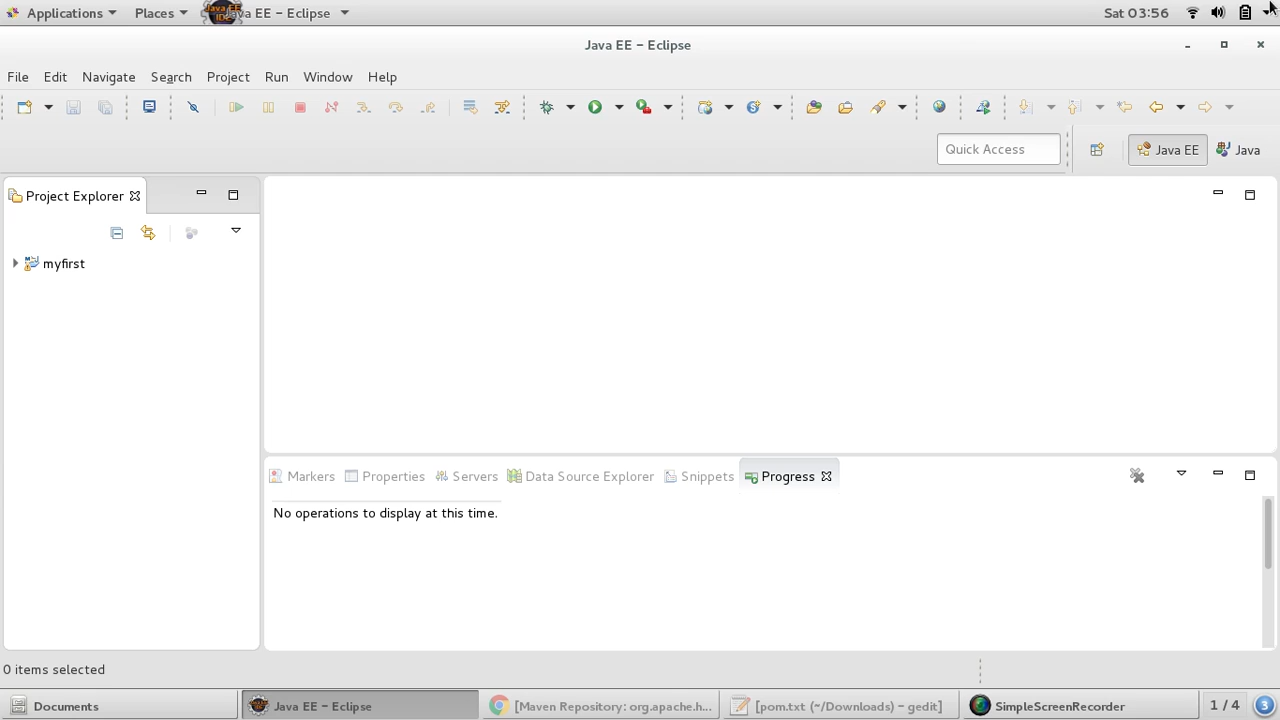 Applications Places Java EE - Eclipse Sat 03:56
Java EE - Eclipse
File Edit Navigate Search Project Run Window Help
Quick Access Java EE Java
Project Explorer
myfirst
Markers Properties Servers Data Source Explorer Snippets Progress
No operations to display at this time.
0 items selected
Documents Java EE - Eclipse [Maven Repository: org.apache.h... [pom.txt (~/Downloads) - gedit] SimpleScreenRecorder 1 / 4 3